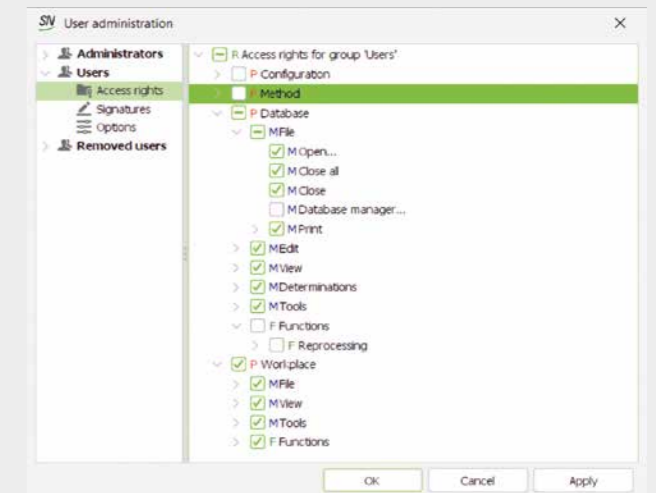 SIV User administration
Administrators
Users
Access rights
Signatures
Options
Removed users
R Access rights for group 'Users'
P Configuration
P Method
P Database
M File
M Open...
M Close all
M Close
M Database manager...
M Print
M Edit
M View
M Determinations
M Tools
F Functions
F Reprocessing
P Workplace
M File
M View
M Tools
F Functions
OK
Cancel
Apply